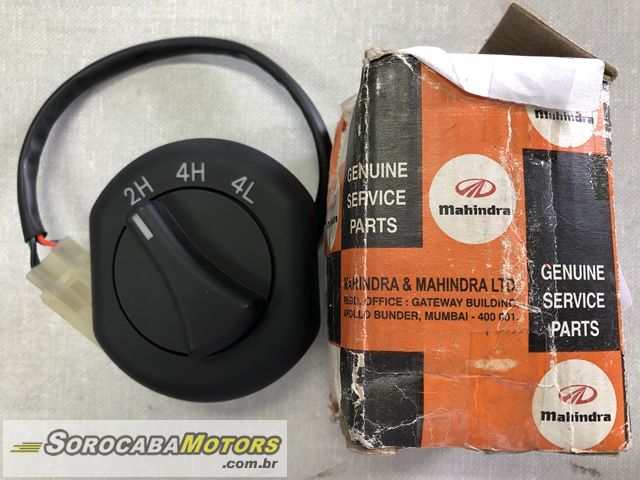 2H 4H 4L
Mahindra
GENUINE
SERVICE
PARTS
Mahindra
MAHINDRA & MAHINDRA LTD.
REGD. OFFICE : GATEWAY BUILDING,
APOLLO BUNDER, MUMBAI - 400 001.
GENUINE
SERVICE
PARTS
Mahindra
SOROCABAMOTORS
.com.br